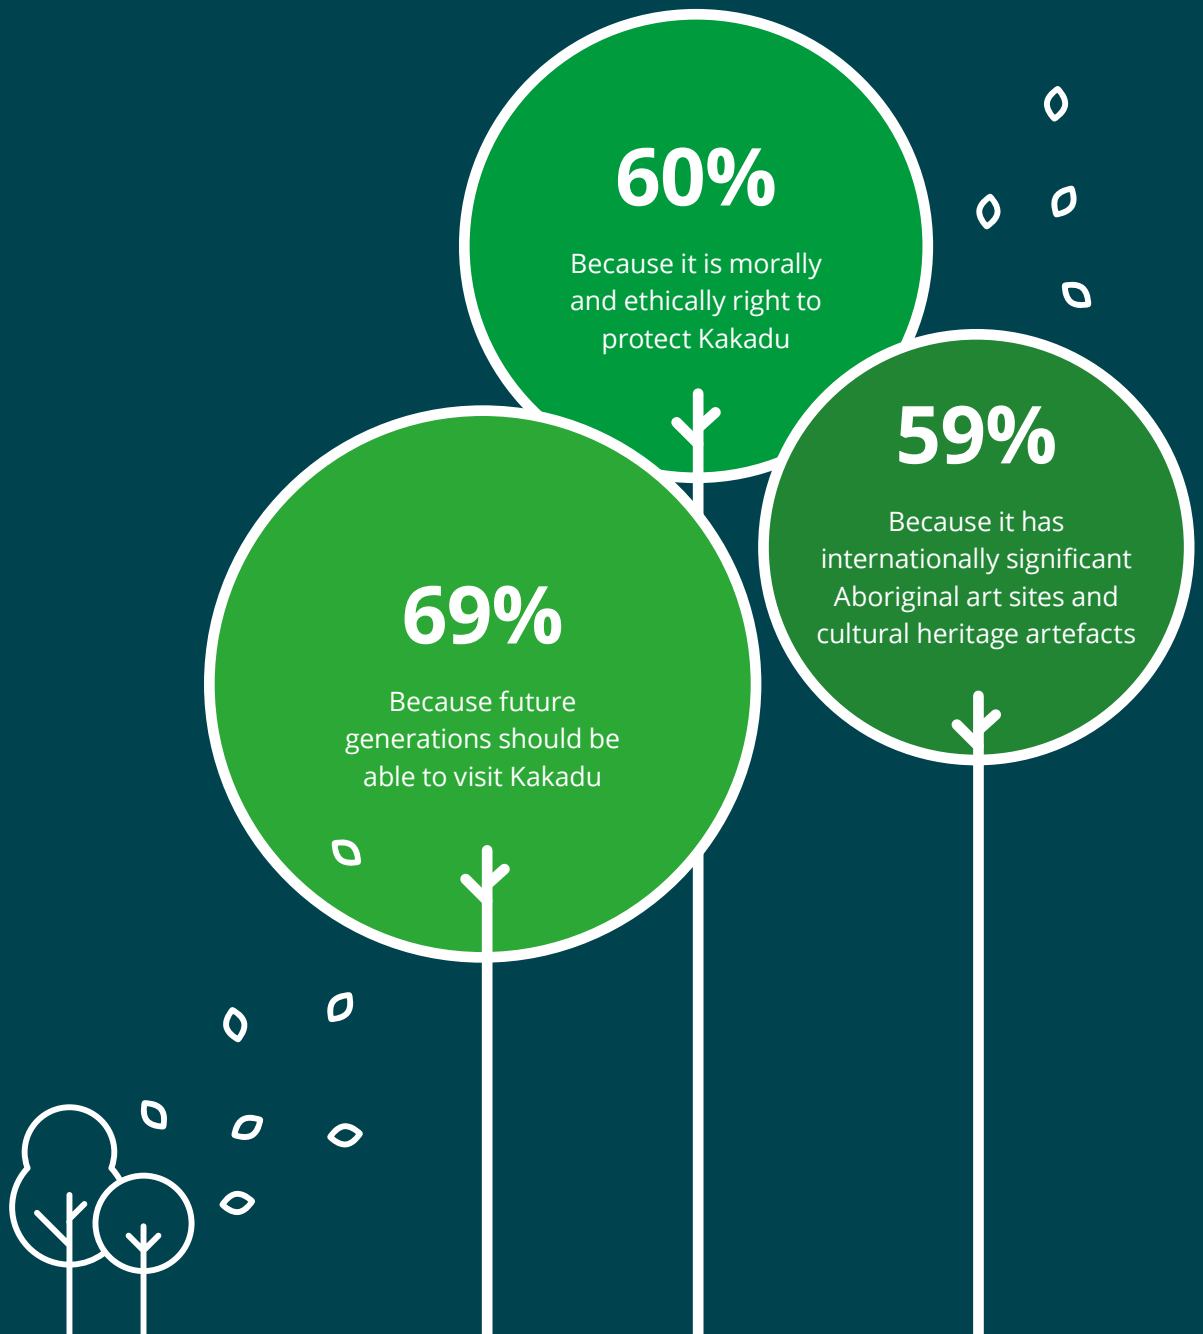 60%
Because it is morally
and ethically right to
protect Kakadu
59%
Because it has
internationally significant
Aboriginal art sites and
cultural heritage artefacts
69%
Because future
generations should be
able to visit Kakadu